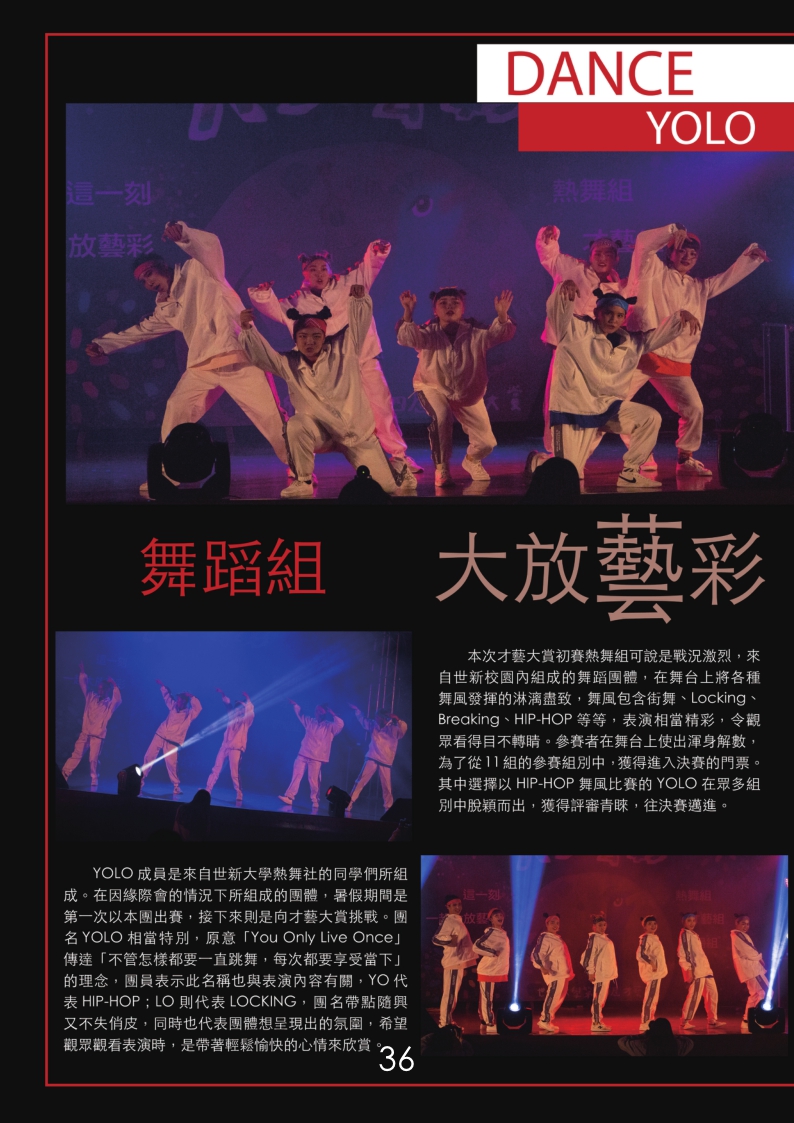 DANCE
YOLO
這一刻
放藝彩
熱舞組
舞蹈組
大放藝彩
本次才藝大賞初賽熱舞組可說是戰況激烈，來
自世新校園內組成的舞蹈團體，在舞台上將各種
舞風發揮的淋漓盡致，舞風包含街舞、Locking、
Breaking、HIP-HOP 等等，表演相當精彩，令觀
眾看得目不轉睛。參賽者在舞台上使出渾身解數，
為了從 11 組的參賽組別中，獲得進入決賽的門票。
其中選擇以 HIP-HOP 舞風比賽的 YOLO 在眾多組
別中脫穎而出，獲得評審青睞，往決賽邁進。
YOLO 成員是來自世新大學熱舞社的同學們所組
成。在因緣際會的情況下所組成的團體，暑假期間是
第一次以本團出賽，接下來則是向才藝大賞挑戰。團
名 YOLO 相當特別，原意「You Only Live Once」
傳達「不管怎樣都要一直跳舞，每次都要享受當下」
的理念，團員表示此名稱也與表演內容有關，YO 代
表 HIP-HOP；LO 則代表 LOCKING，團名帶點隨興
又不失俏皮，同時也代表團體想呈現出的氛圍，希望
觀眾觀看表演時，是帶著輕鬆愉快的心情來欣賞。
這一刻
熱舞組
36